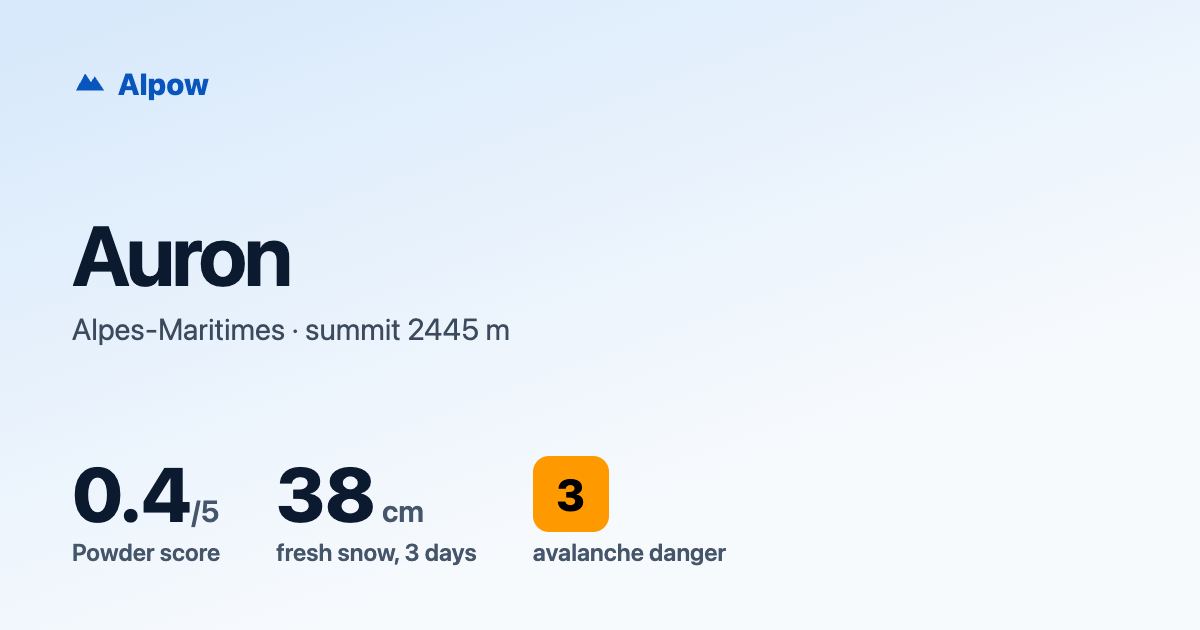 Alpow
Auron
Alpes-Maritimes · summit 2445 m
0.4/5 38 cm 3
Powder score fresh snow, 3 days avalanche danger